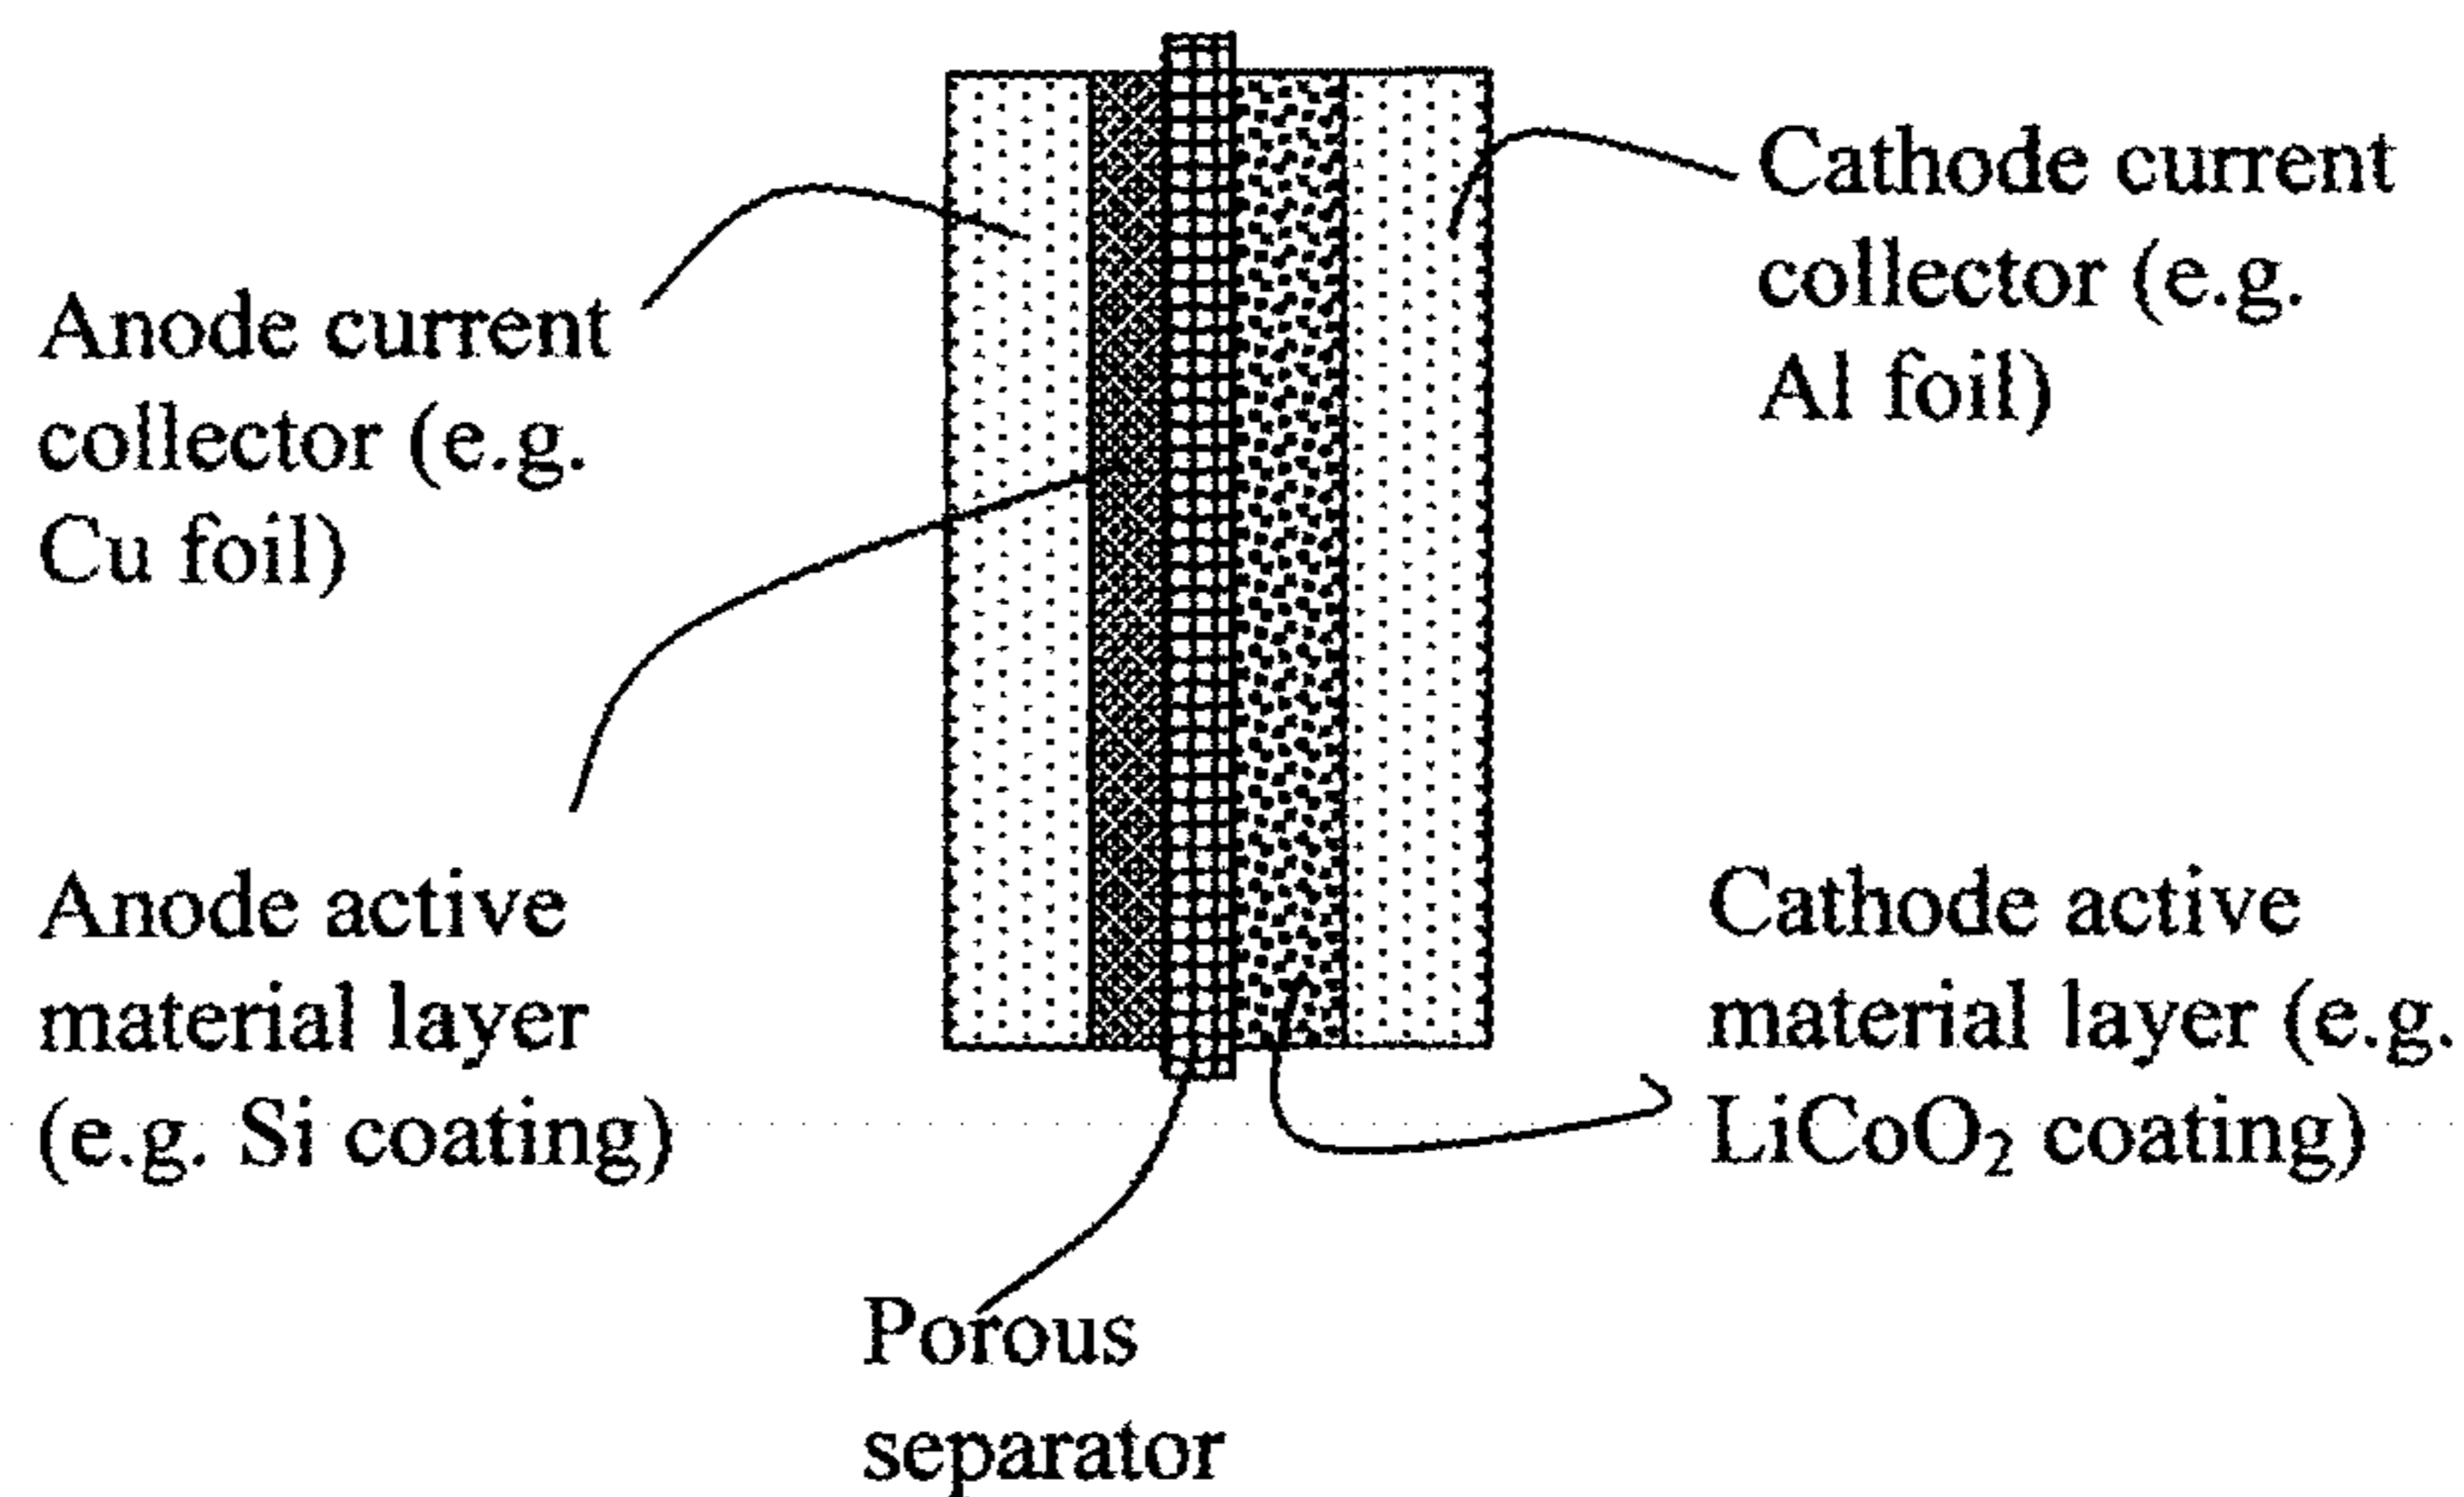 Anode current
collector (e.g.
Cu foil)
Anode active
material layer
(e.g. Si coating)
Porous
separator
Cathode current
collector (e.g.
Al foil)
Cathode active
material layer (e.g.
LiCoO₂ coating)